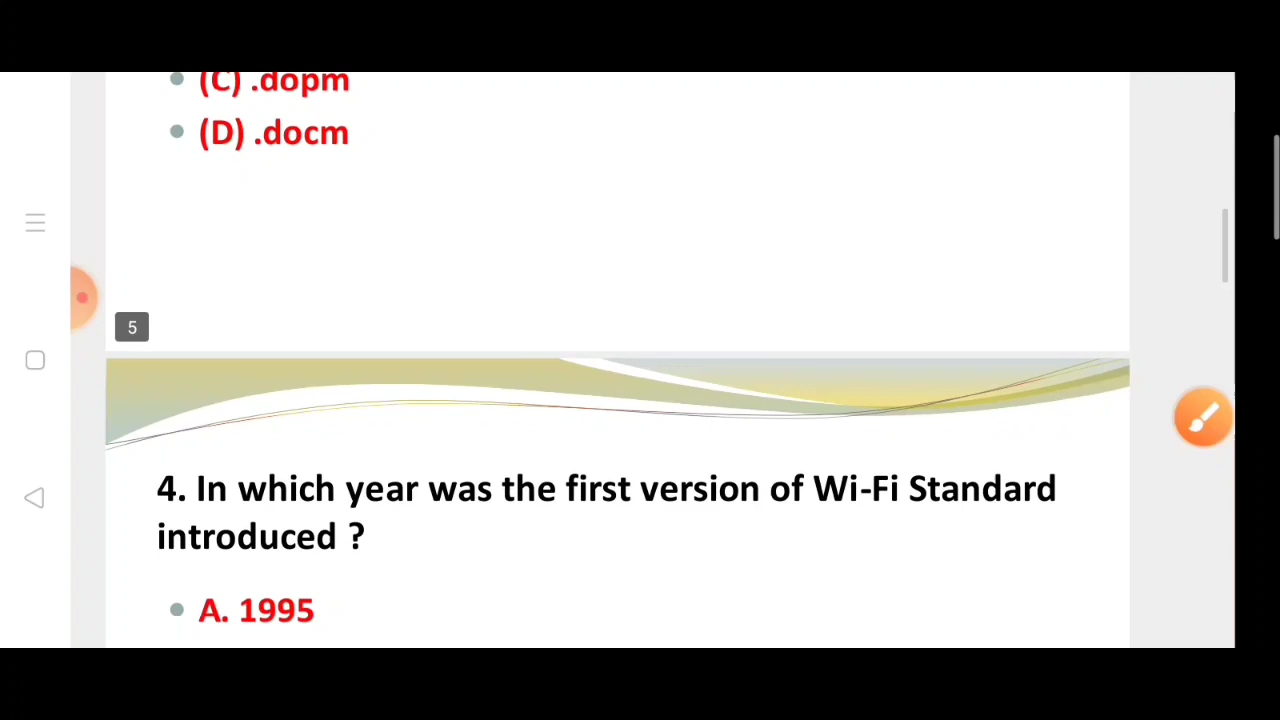 (C) .dopm
(D) .docm
5
4. In which year was the first version of Wi-Fi Standard
introduced ?
A. 1995